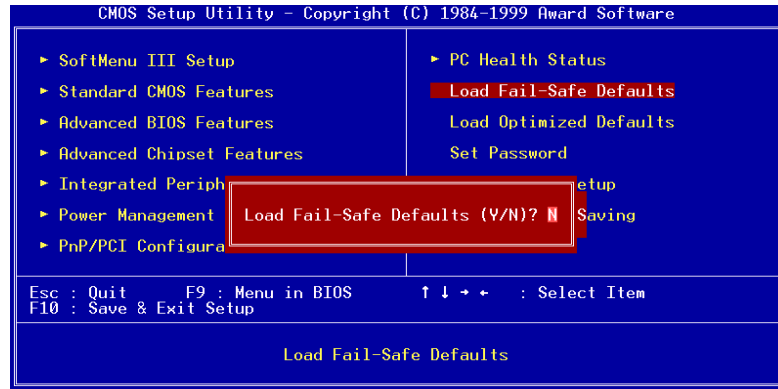 CMOS Setup Utility - Copyright (C) 1984-1999 Award Software
► SoftMenu III Setup
► Standard CMOS Features
► Advanced BIOS Features
► Advanced Chipset Features
► Integrated Periph
► Power Management
► PnP/PCI Configura
► PC Health Status
Load Fail-Safe Defaults
Load Optimized Defaults
Set Password
etup
Saving
Load Fail-Safe Defaults (Y/N)? N
Esc : Quit F9 : Menu in BIOS ↑ ↓ → ← : Select Item
F10 : Save & Exit Setup
Load Fail-Safe Defaults